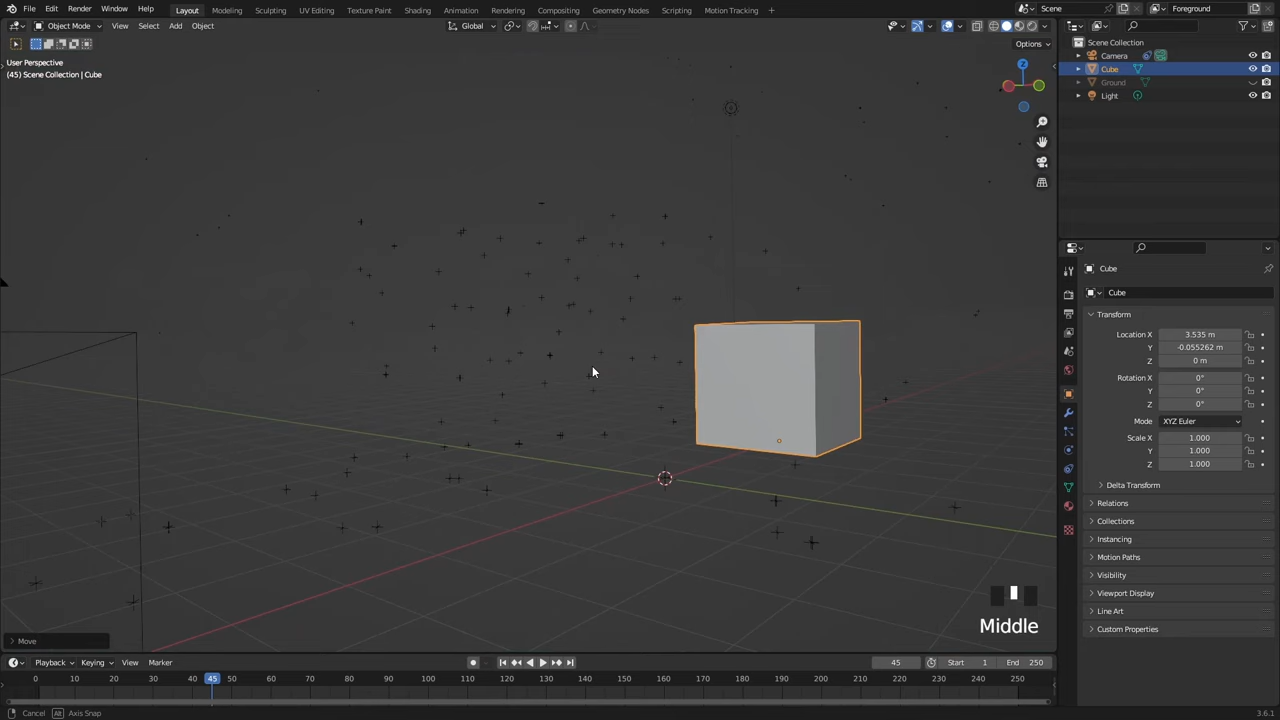 File Edit Render Window Help Layout Modeling Sculpting UV Editing Texture Paint Shading Animation Rendering Compositing Geometry Nodes Scripting Motion Tracking + Scene Foreground
Object Mode View Select Add Object Global
Options
User Perspective
(45) Scene Collection | Cube
Z
Scene Collection
Camera
Cube
Ground
Light
Cube
Cube
Transform
Location X 3.535 m
Y -0.055262 m
Z 0 m
Rotation X 0°
Y 0°
Z 0°
Mode XYZ Euler
Scale X 1.000
Y 1.000
Z 1.000
Delta Transform
Relations
Collections
Instancing
Motion Paths
Visibility
Viewport Display
Line Art
Custom Properties
Middle
Move
Playback Keying View Marker 45 Start 1 End 250
0 10 20 30 40 45 50 60 70 80 90 100 110 120 130 140 150 160 170 180 190 200 210 220 230 240 250
Cancel Alt Axis Snap 3.6.1